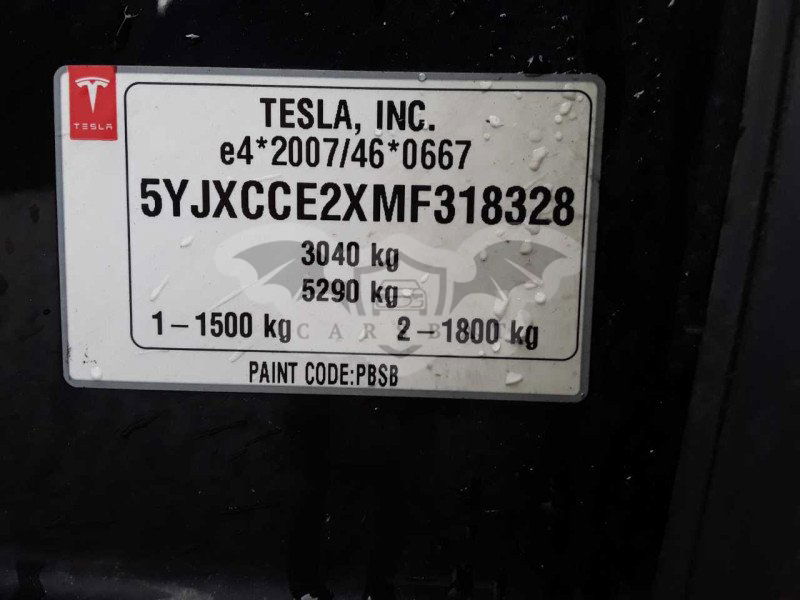 TESLA
TESLA, INC.
e4*2007/46*0667
5YJXCCE2XMF318328
3040 kg
5290 kg
1-1500 kg 2-1800 kg
PAINT CODE:PBSB